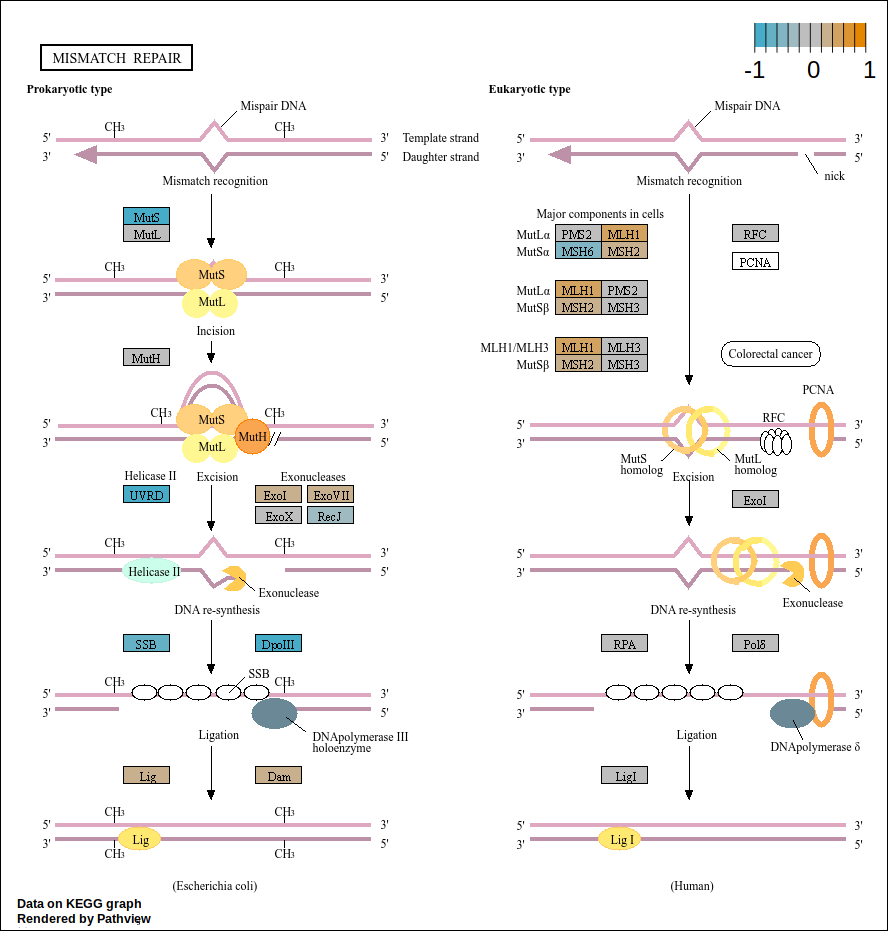 -1 0 1
MISMATCH REPAIR
Prokaryotic type
Mispair DNA
CH3 CH3
5' 3' Template strand
3' 5' Daughter strand
Mismatch recognition
MutS
MutL
CH3 CH3
5' 3'
3' 5'
MutS
MutL
Incision
MutH
CH3 CH3
5' 3'
3' 5'
MutS
MutL
MutH
Helicase II Excision Exonucleases
UVRD ExoI ExoVII
ExoX RecJ
CH3 CH3
5' 3'
3' 5'
Helicase II
Exonuclease
DNA re-synthesis
SSB DpoIII
SSB
CH3 CH3
5' 3'
3' 5'
DNApolymerase III
holoenzyme
Ligation
Lig Dam
CH3 CH3
5' 3'
3' 5'
Lig
CH3 CH3
(Escherichia coli)
Eukaryotic type
Mispair DNA
5' 3'
3' 5'
nick
Mismatch recognition
Major components in cells
MutLα PMS2 MLH1 RFC
MutSα MSH6 MSH2
PCNA
MutLα MLH1 PMS2
MutSβ MSH2 MSH3
MLH1/MLH3 MLH1 MLH3
MutSβ MSH2 MSH3
Colorectal cancer
PCNA
RFC
5' 3'
3' 5'
MutS
homolog
MutL
homolog
Excision
ExoI
5' 3'
3' 5'
Exonuclease
DNA re-synthesis
RPA Polδ
5' 3'
3' 5'
DNApolymerase δ
Ligation
LigI
5' 3'
3' 5'
Lig I
(Human)
Data on KEGG graph
Rendered by Pathview